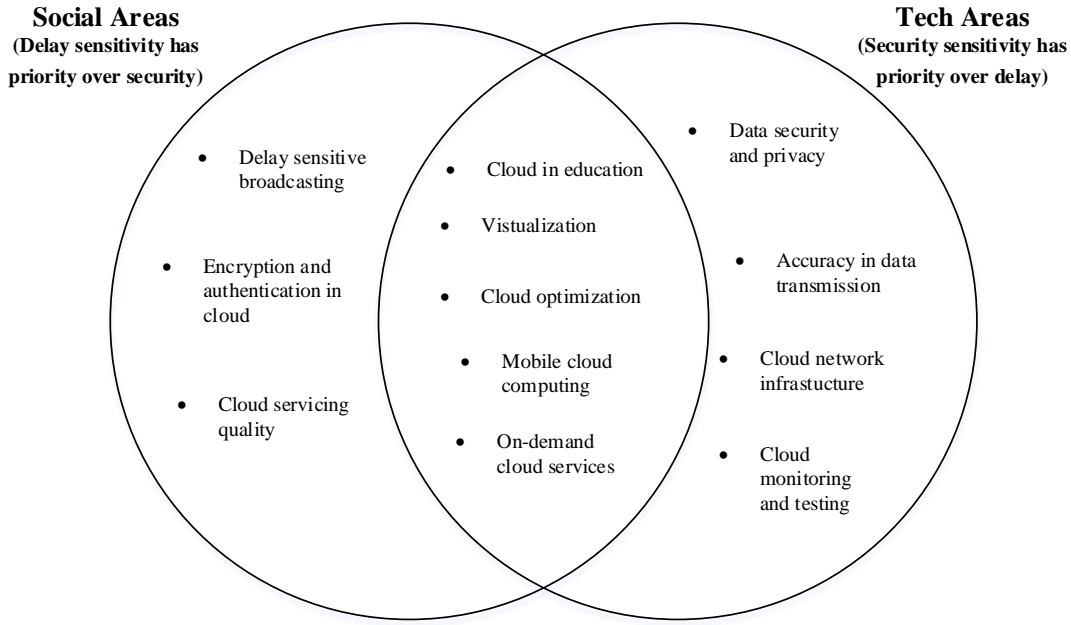 Social Areas
(Delay sensitivity has
priority over security)
Tech Areas
(Security sensitivity has
priority over delay)
• Delay sensitive
broadcasting
• Encryption and
authentication in
cloud
• Cloud servicing
quality
• Cloud in education
• Vistualization
• Cloud optimization
• Mobile cloud
computing
• On-demand
cloud services
• Data security
and privacy
• Accuracy in data
transmission
• Cloud network
infrastucture
• Cloud
monitoring
and testing